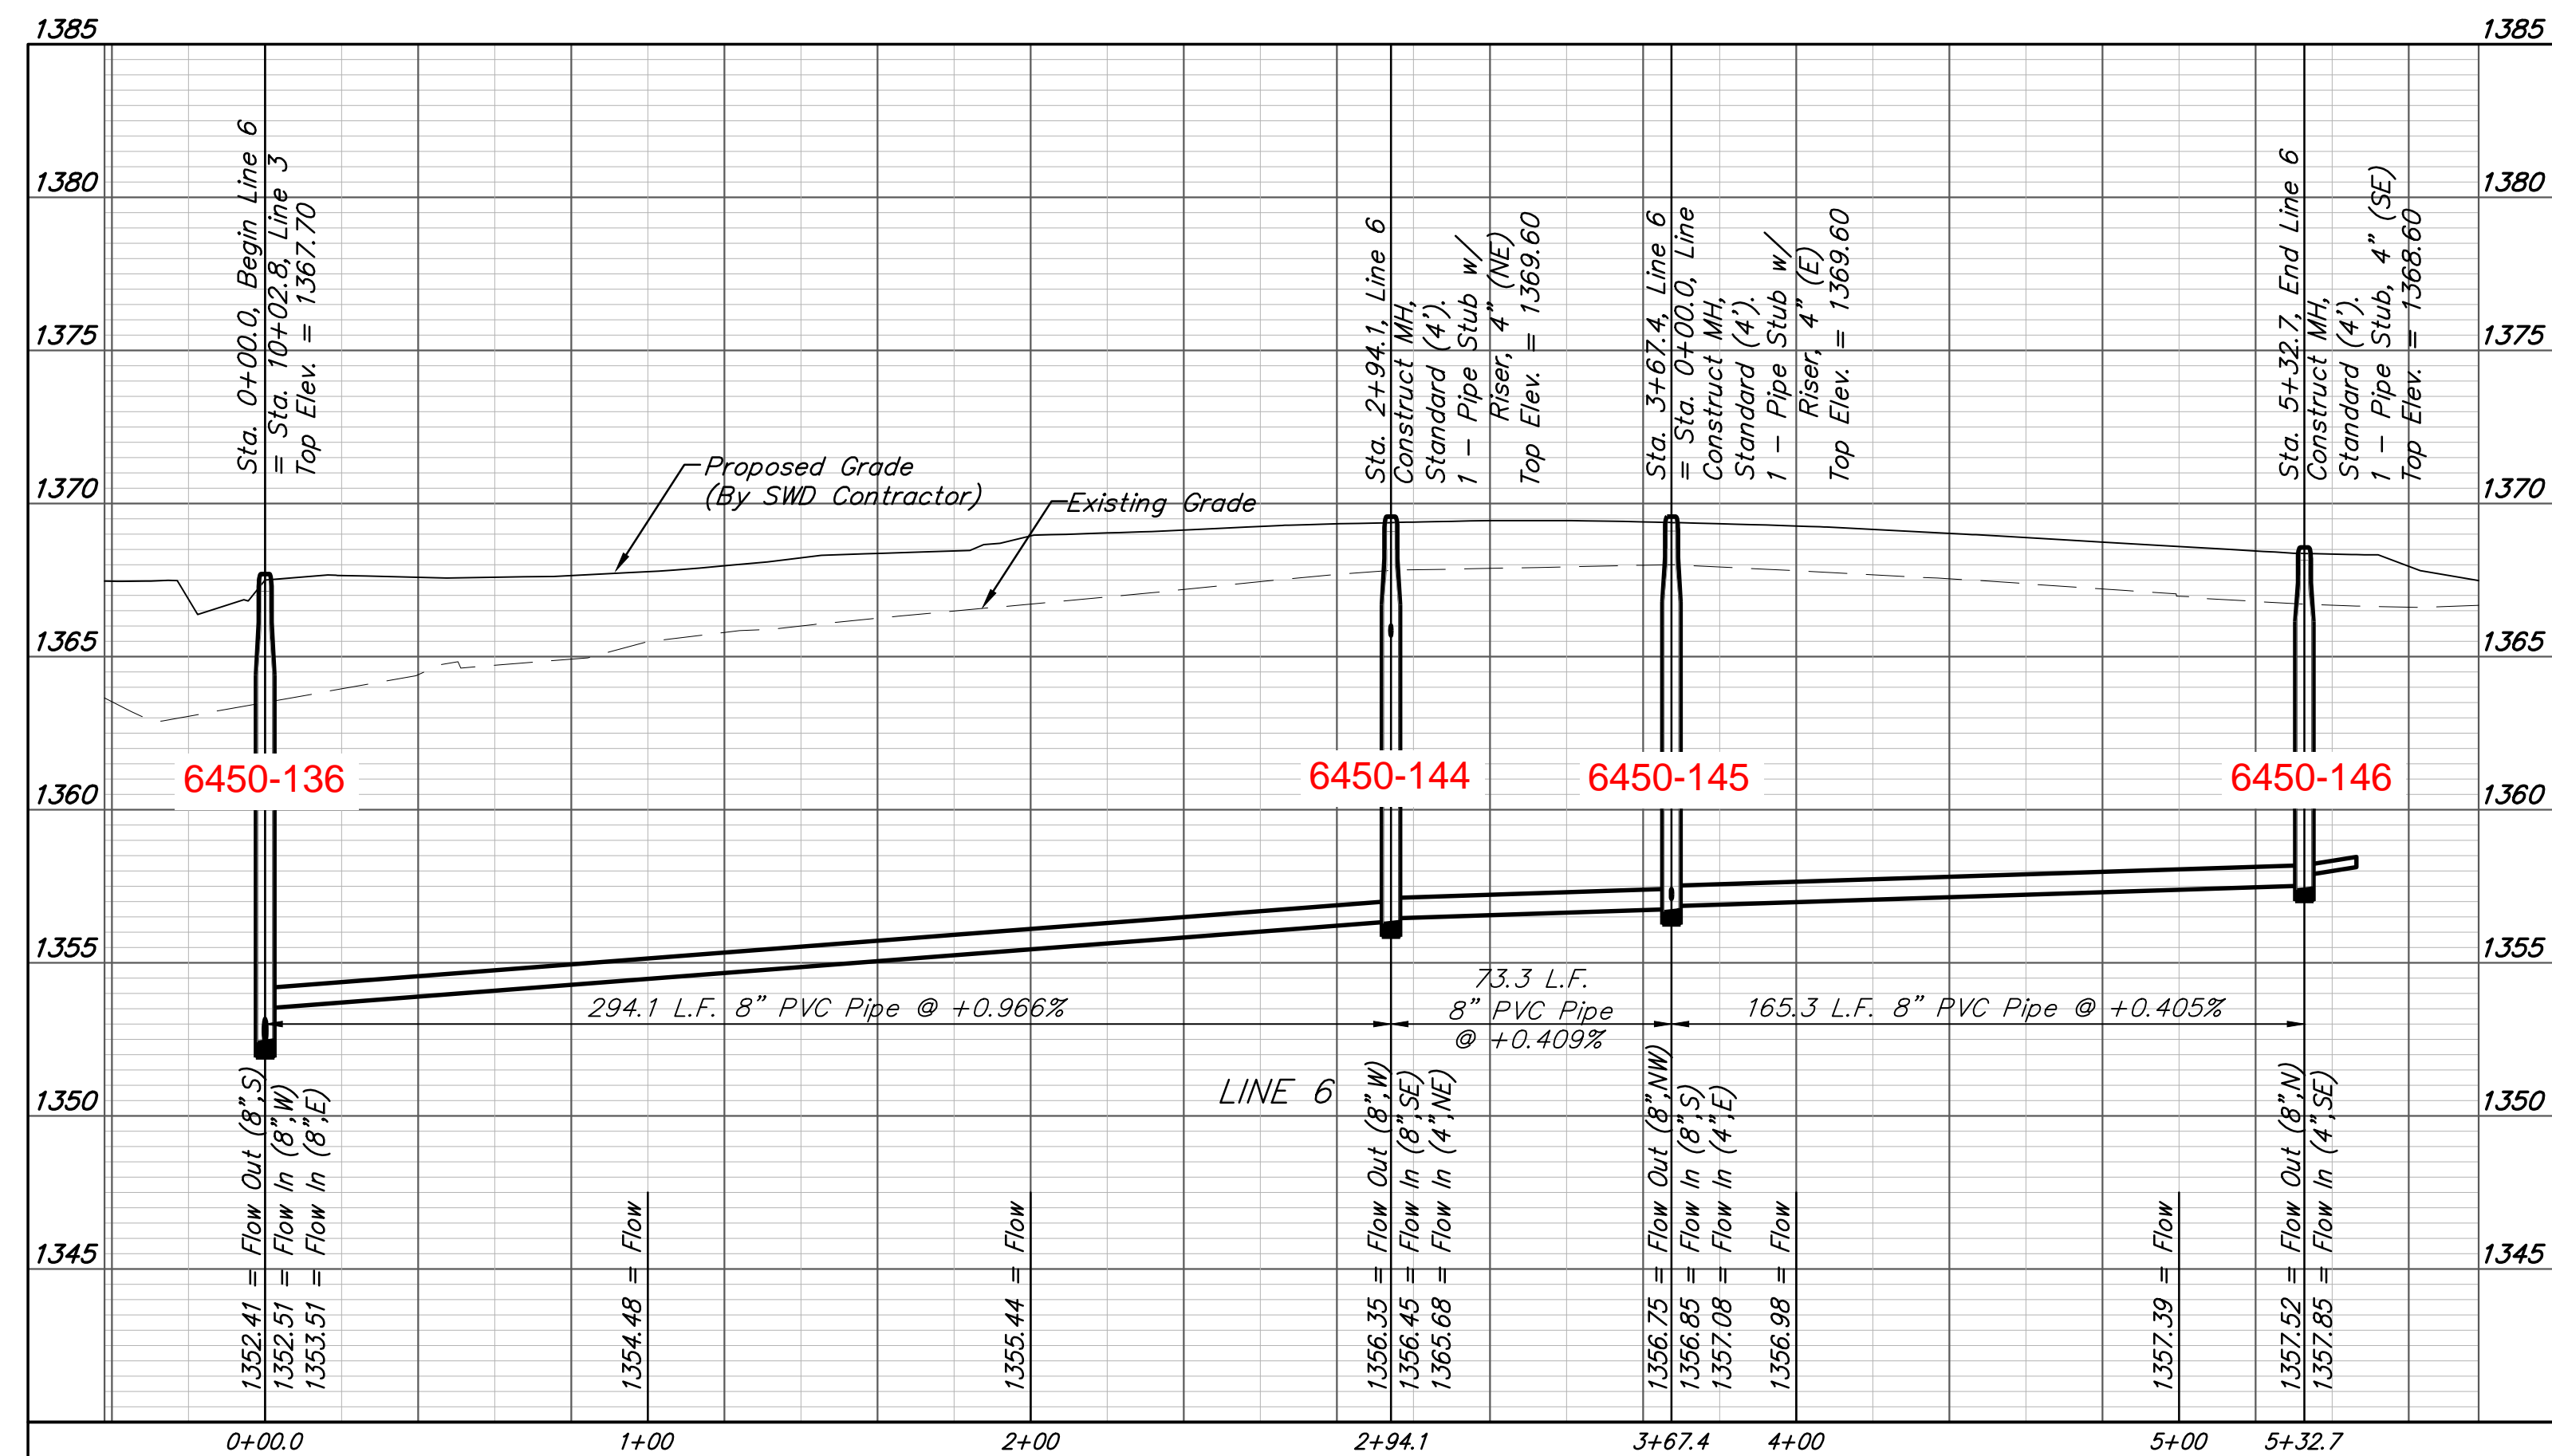 1385
1385
1380
1380
1375
1375
1370
1370
1365
1365
1360
1360
1355
1355
1350
1350
1345
1345
Sta. 0+00.0, Begin Line 6
= Sta. 10+02.8, Line 3
Top Elev. = 1367.70
Sta. 2+94.1, Line 6
Construct MH,
Standard (4').
1 - Pipe Stub w/
Riser, 4" (NE)
Top Elev. = 1369.60
Sta. 3+67.4, Line 6
= Sta. 0+00.0, Line
Construct MH,
Standard (4').
1 - Pipe Stub w/
Riser, 4" (E)
Top Elev. = 1369.60
Sta. 5+32.7, End Line 6
Construct MH,
Standard (4').
1 - Pipe Stub, 4" (SE)
Top Elev. = 1368.60
Proposed Grade
(By SWD Contractor)
Existing Grade
6450-136
6450-144
6450-145
6450-146
294.1 L.F. 8" PVC Pipe @ +0.966%
73.3 L.F.
8" PVC Pipe
@ +0.409%
165.3 L.F. 8" PVC Pipe @ +0.405%
LINE 6
1352.41 = Flow Out (8",S)
1352.51 = Flow In (8",W)
1353.51 = Flow In (8",E)
1354.48 = Flow
1355.44 = Flow
1356.35 = Flow Out (8",W)
1356.45 = Flow In (8",SE)
1365.68 = Flow In (4",NE)
1356.75 = Flow Out (8",NW)
1356.85 = Flow In (8",S)
1357.08 = Flow In (4",E)
1356.98 = Flow
1357.39 = Flow
1357.52 = Flow Out (8",N)
1357.85 = Flow In (4",SE)
0+00.0
1+00
2+00
2+94.1
3+67.4
4+00
5+00
5+32.7